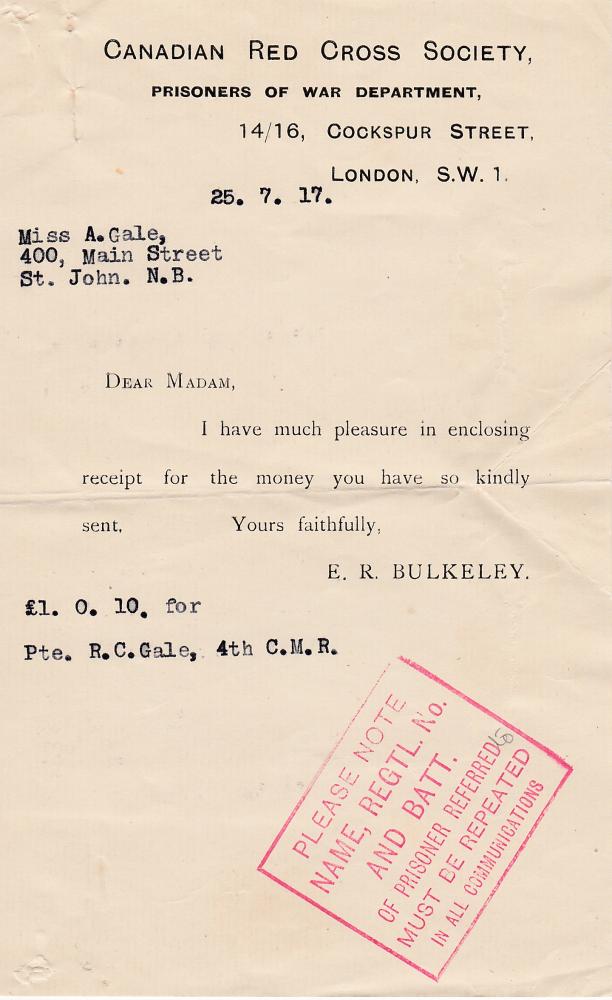 CANADIAN RED CROSS SOCIETY,
PRISONERS OF WAR DEPARTMENT,
14/16, COCKSPUR STREET,
LONDON, S.W. 1.
25. 7. 17.
Miss A.Gale,
400, Main Street
St. John. N.B.
DEAR MADAM,
I have much pleasure in enclosing
receipt for the money you have so kindly
sent.   Yours faithfully,
E. R. BULKELEY.
£1. 0. 10. for
Pte. R.C.Gale, 4th C.M.R.
PLEASE NOTE
NAME, REGTL. No.
AND BATT.
OF PRISONER REFERRED to
MUST BE REPEATED
IN ALL COMMUNICATIONS